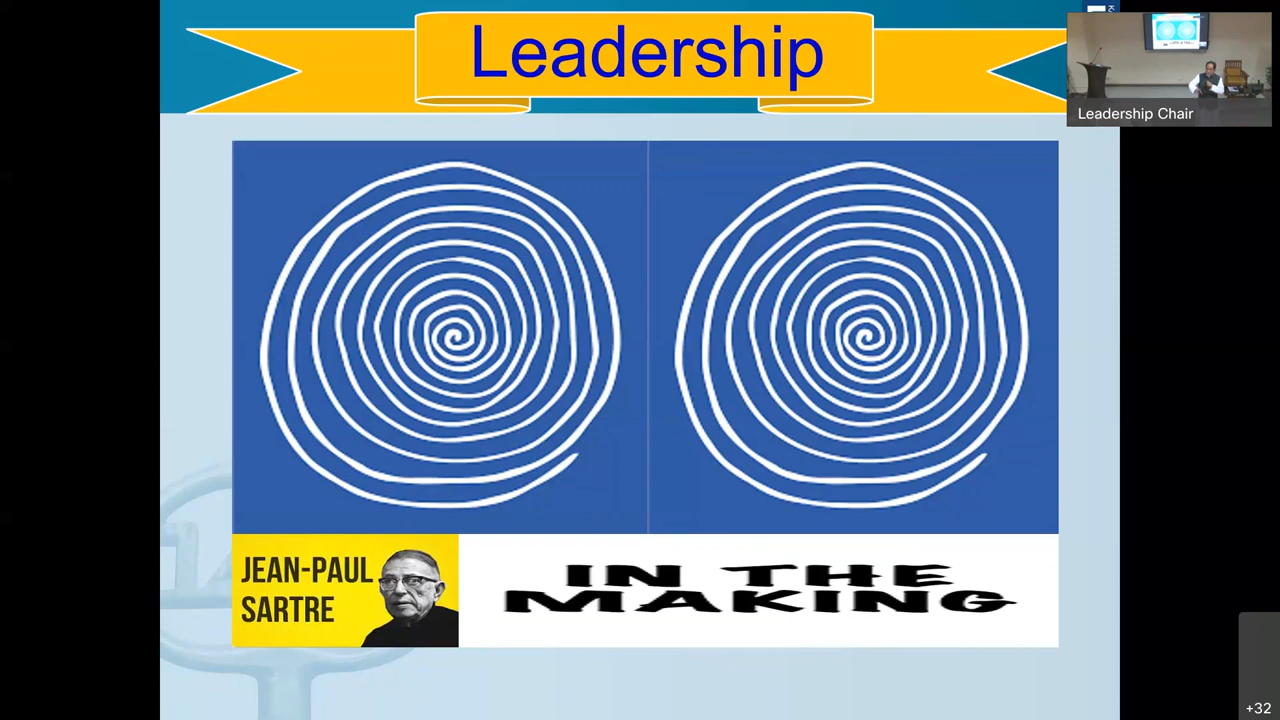 Leadership
Leadership Chair
JEAN-PAUL
SARTRE
IN THE
MAKING
+32